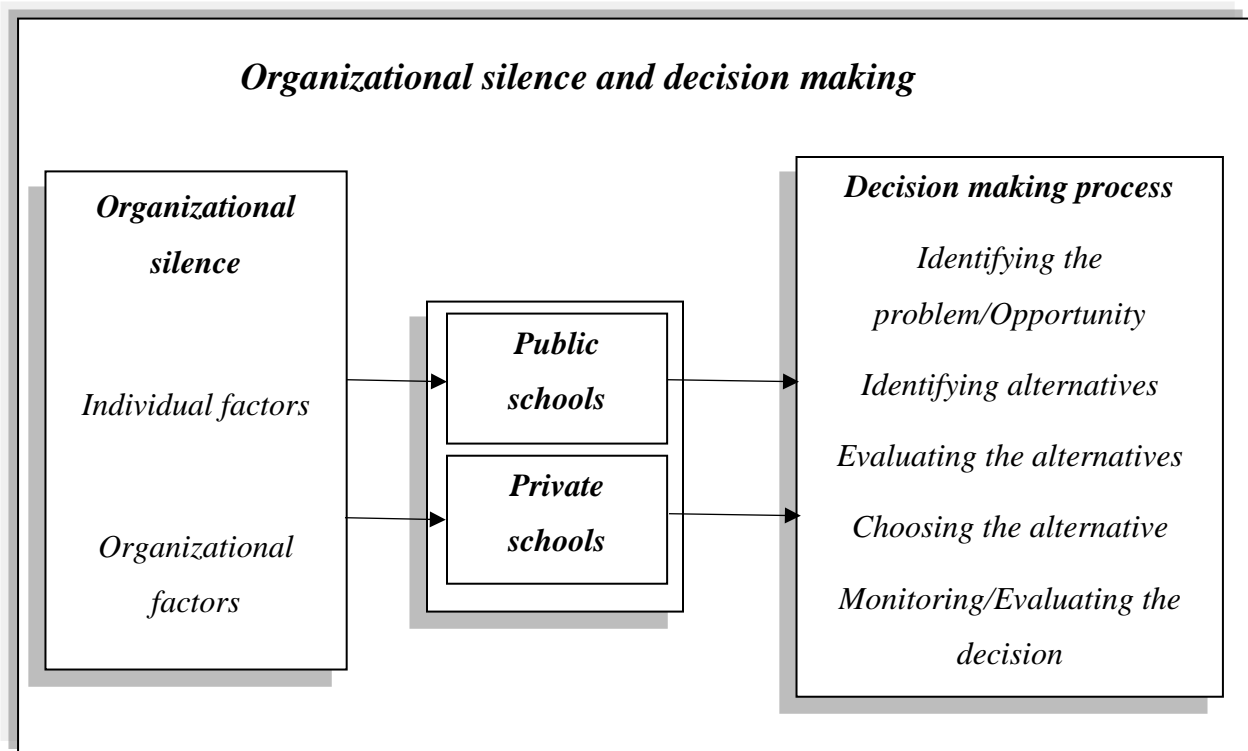 Organizational silence and decision making
Organizational
silence
Individual factors
Organizational
factors
Public
schools
Private
schools
Decision making process
Identifying the
problem/Opportunity
Identifying alternatives
Evaluating the alternatives
Choosing the alternative
Monitoring/Evaluating the
decision